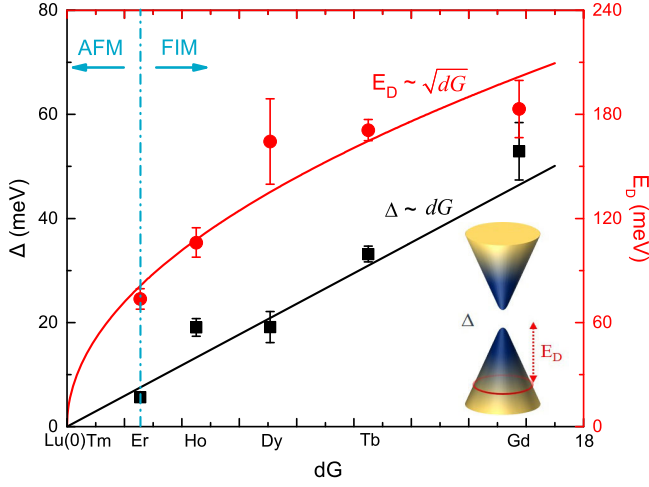 80
60
40
20
0
Δ (meV)
AFM
FIM
E_D ~ √dG
Δ ~ dG
Δ
E_D
240
180
120
60
0
E_D (meV)
Lu(0)Tm Er Ho Dy Tb Gd 18
dG